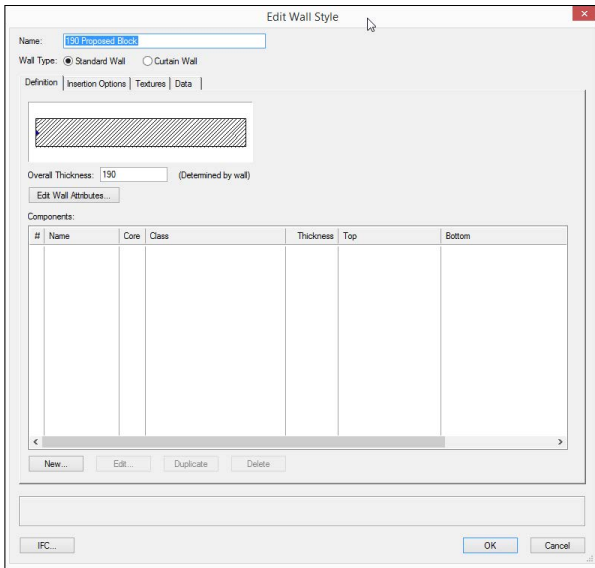 Edit Wall Style
Name: 190 Proposed Block
Wall Type: Standard Wall Curtain Wall
Definition Insertion Options Textures Data
Overall Thickness: 190 (Determined by wall)
Edit Wall Attributes...
Components:
# Name Core Class Thickness Top Bottom
New... Edit... Duplicate Delete
IFC... OK Cancel